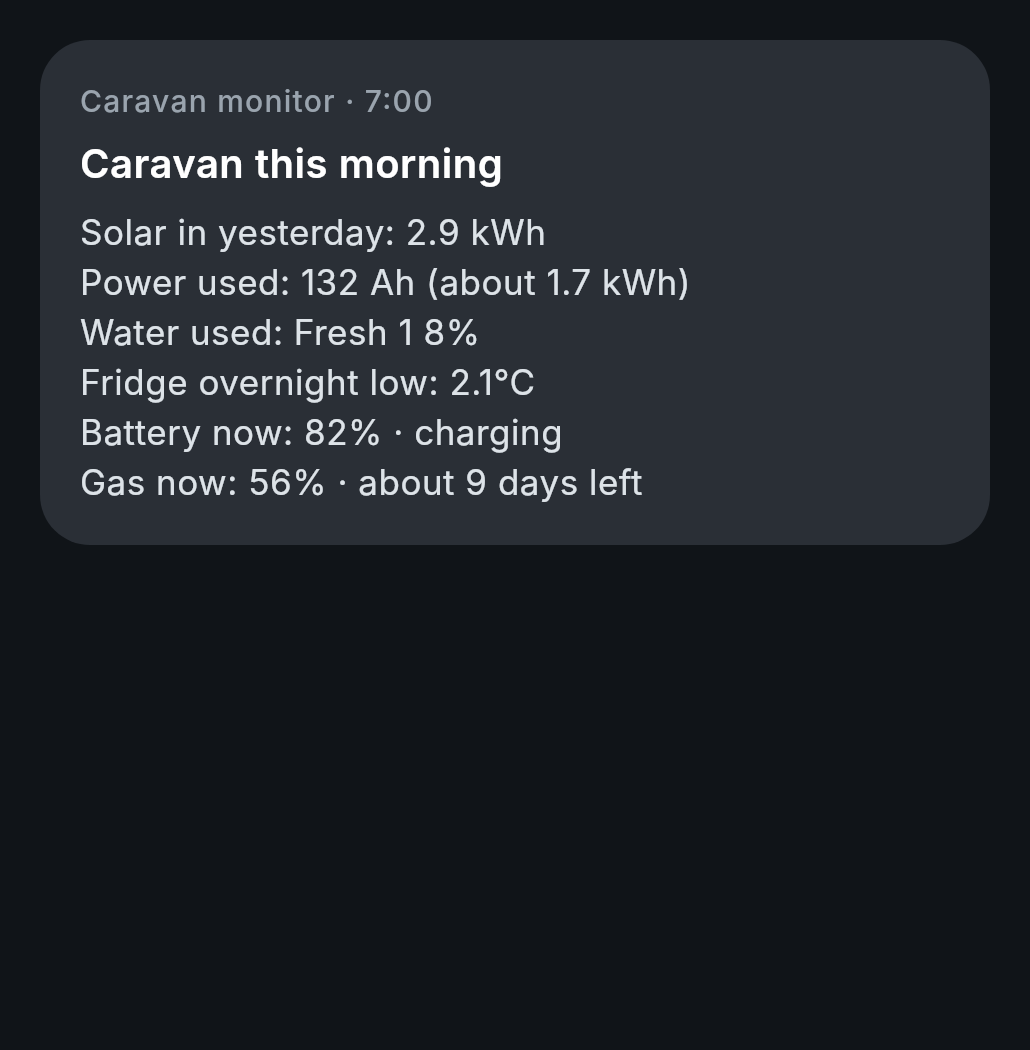 Caravan monitor · 7:00
Caravan this morning
Solar in yesterday: 2.9 kWh
Power used: 132 Ah (about 1.7 kWh)
Water used: Fresh 1 8%
Fridge overnight low: 2.1°C
Battery now: 82% · charging
Gas now: 56% · about 9 days left